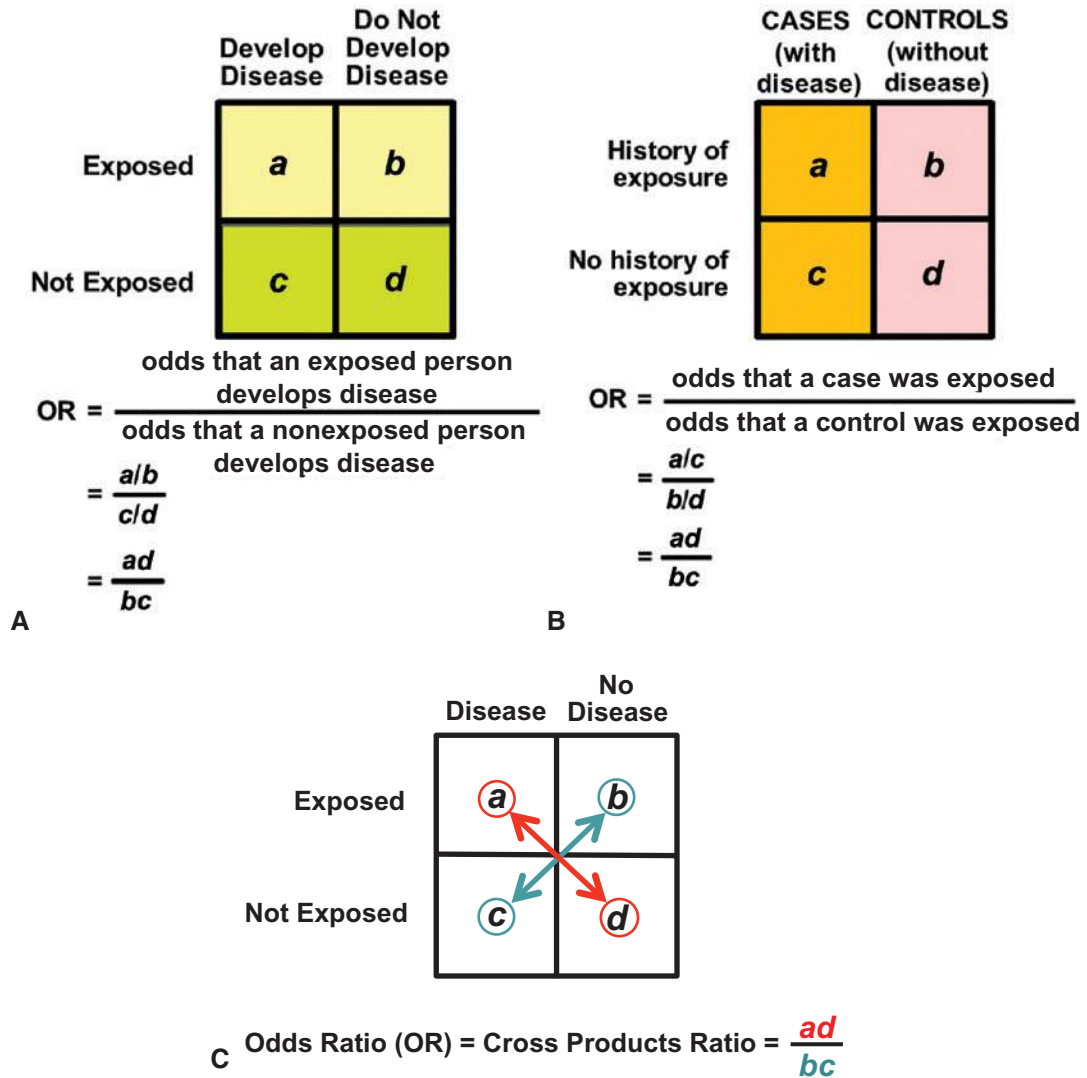 Develop
Disease
Do Not
Develop
Disease
Exposed
a
b
Not Exposed
c
d
OR = odds that an exposed person
develops disease
odds that a nonexposed person
develops disease
= a/b
c/d
= ad
bc
A
CASES
(with
disease)
CONTROLS
(without
disease)
History of
exposure
a
b
No history of
exposure
c
d
OR = odds that a case was exposed
odds that a control was exposed
= a/c
b/d
= ad
bc
B
Disease
No
Disease
Exposed
a
b
Not Exposed
c
d
C Odds Ratio (OR) = Cross Products Ratio = ad
bc